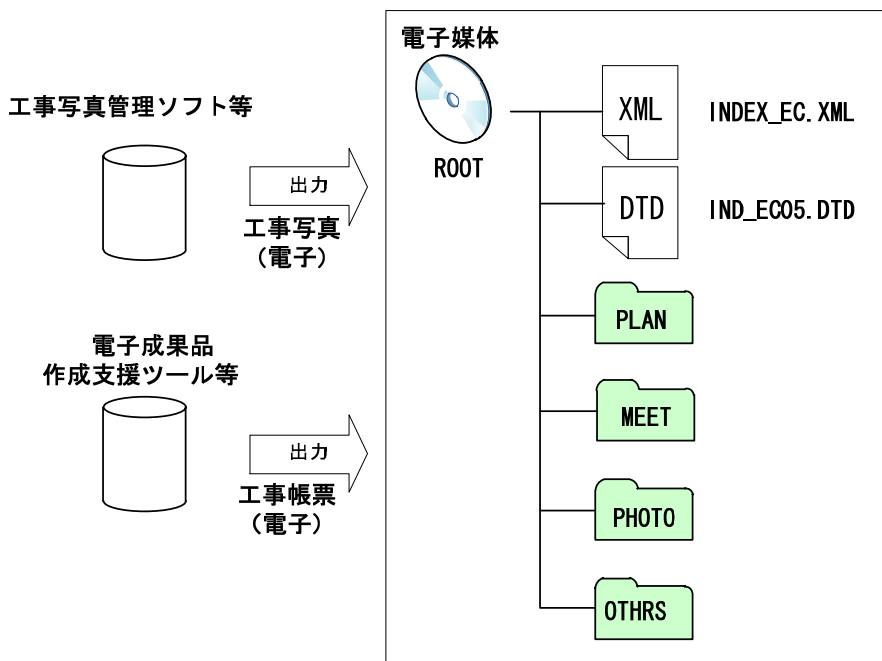 電子媒体
ROOT
工事写真管理ソフト等
出力
工事写真
(電子)
電子成果品
作成支援ツール等
出力
工事帳票
(電子)
XML
INDEX_EC.XML
DTD
IND_EC05.DTD
PLAN
MEET
PHOTO
OTHRS